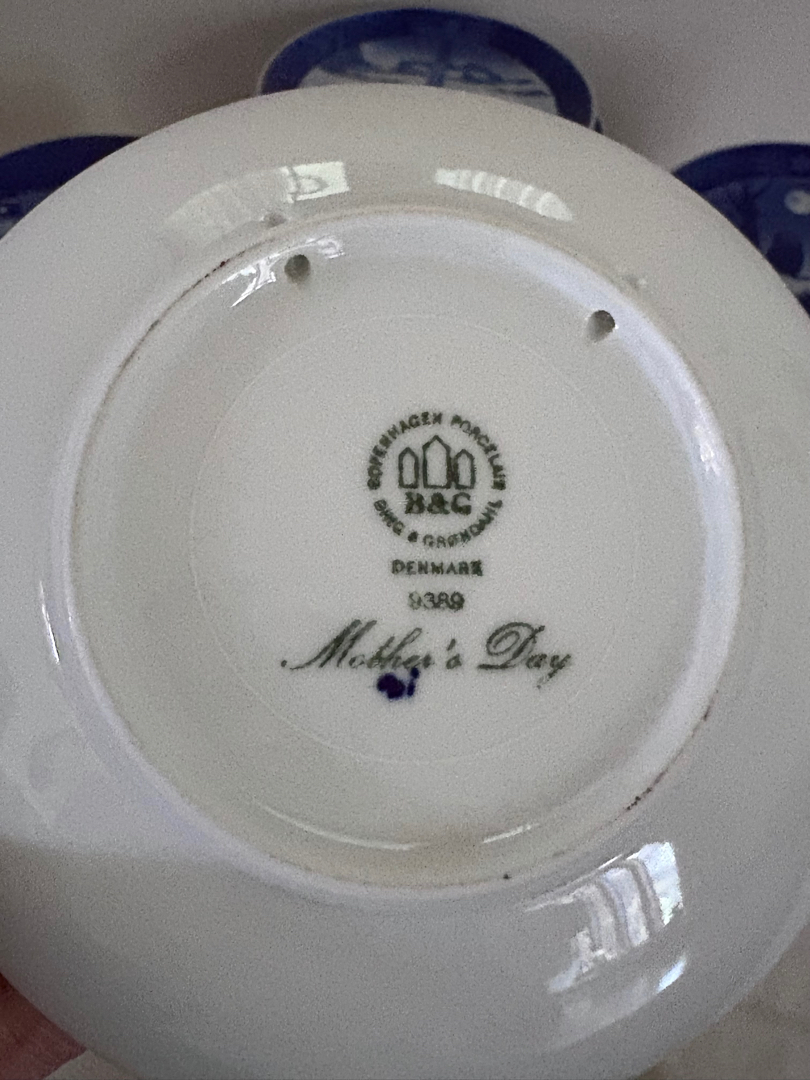 COPENHAGEN PORCELAIN
B&G
BING & GRØNDAHL
DENMARK
9389
Mother's Day